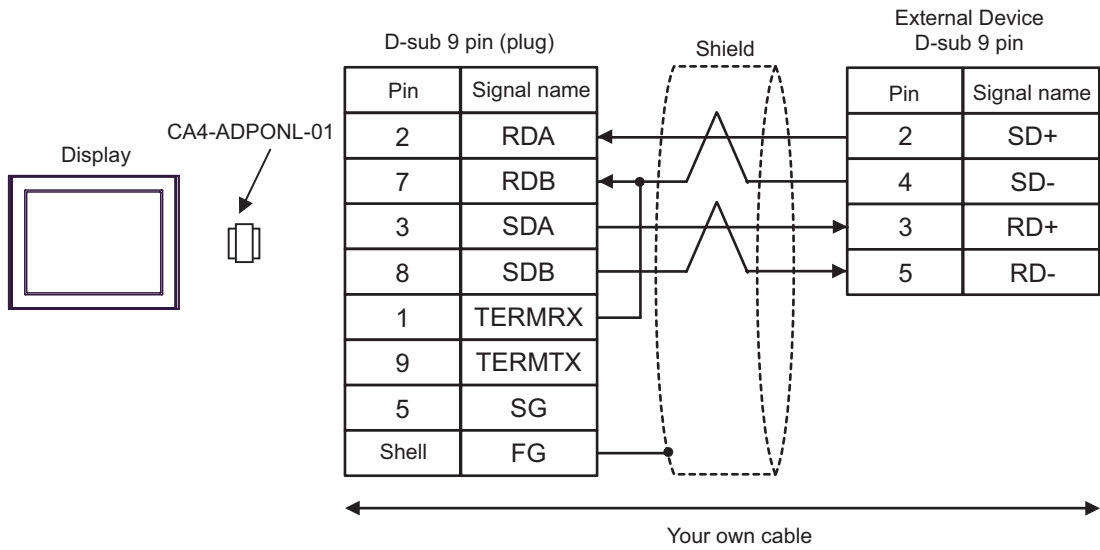 External Device
D-sub 9 pin (plug)
Shield
D-sub 9 pin
Pin Signal name
Pin Signal name
CA4-ADPONL-01
Display
2 RDA
2 SD+
7 RDB
4 SD-
3 SDA
3 RD+
8 SDB
5 RD-
1 TERMRX
9 TERMTX
5 SG
Shell FG
Your own cable